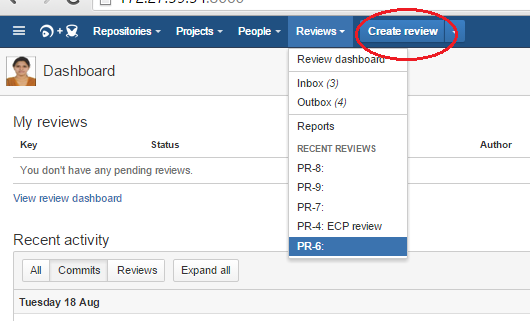 Repositories Projects People Reviews Create review
Dashboard
Review dashboard
Inbox (3)
Outbox (4)
Reports
RECENT REVIEWS
PR-8:
PR-9:
PR-7:
PR-4: ECP review
PR-6:
My reviews
Key Status Author
You don't have any pending reviews.
View review dashboard
Recent activity
All Commits Reviews Expand all
Tuesday 18 Aug